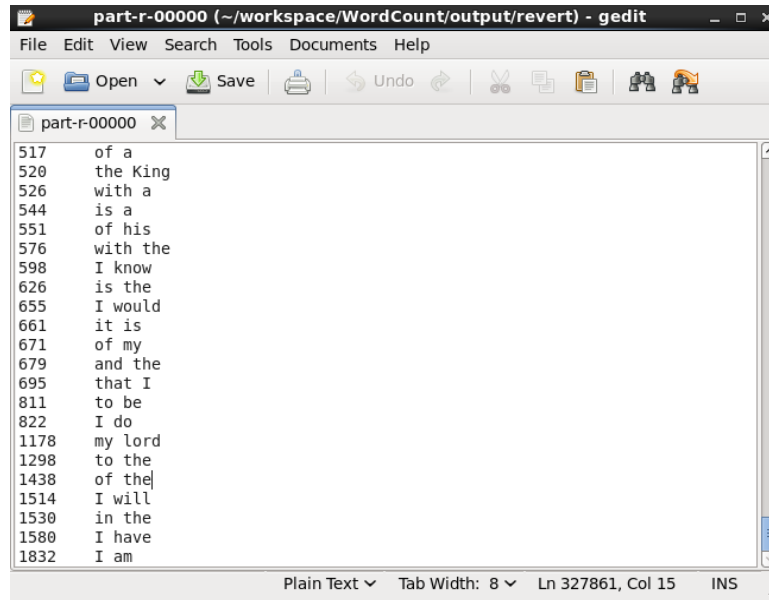 part-r-00000 (~/workspace/WordCount/output/revert) - gedit
File Edit View Search Tools Documents Help
Open Save Undo
part-r-00000
517 of a
520 the King
526 with a
544 is a
551 of his
576 with the
598 I know
626 is the
655 I would
661 it is
671 of my
679 and the
695 that I
811 to be
822 I do
1178 my lord
1298 to the
1438 of the
1514 I will
1530 in the
1580 I have
1832 I am
Plain Text Tab Width: 8 Ln 327861, Col 15 INS